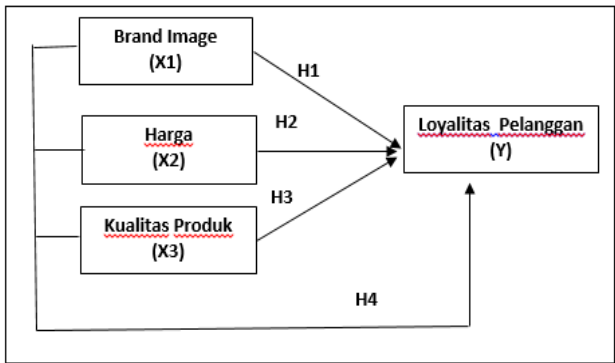 Brand Image
(X1)
H1
H2
Harga
(X2)
Loyalitas Pelanggan
(Y)
H3
Kualitas Produk
(X3)
H4